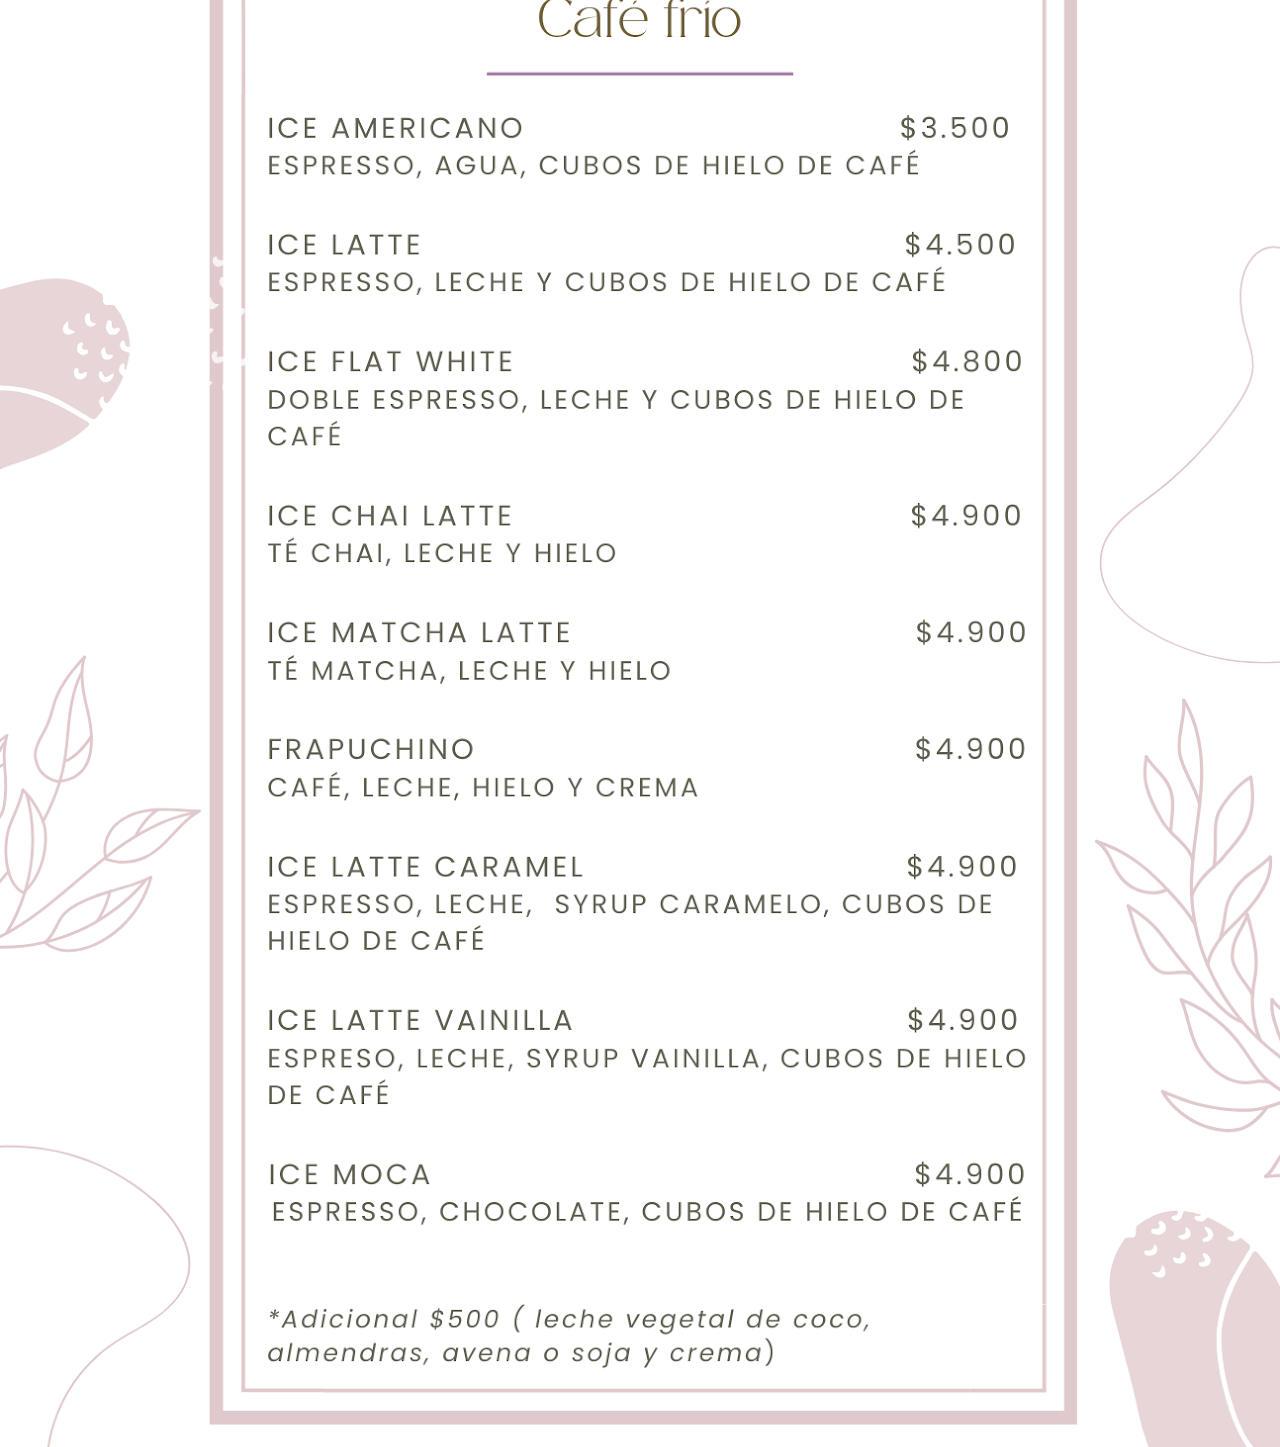 Café frío
ICE AMERICANO $3.500
ESPRESSO, AGUA, CUBOS DE HIELO DE CAFÉ
ICE LATTE $4.500
ESPRESSO, LECHE Y CUBOS DE HIELO DE CAFÉ
ICE FLAT WHITE $4.800
DOBLE ESPRESSO, LECHE Y CUBOS DE HIELO DE
CAFÉ
ICE CHAI LATTE $4.900
TÉ CHAI, LECHE Y HIELO
ICE MATCHA LATTE $4.900
TÉ MATCHA, LECHE Y HIELO
FRAPUCHINO $4.900
CAFÉ, LECHE, HIELO Y CREMA
ICE LATTE CARAMEL $4.900
ESPRESSO, LECHE, SYRUP CARAMELO, CUBOS DE
HIELO DE CAFÉ
ICE LATTE VAINILLA $4.900
ESPRESO, LECHE, SYRUP VAINILLA, CUBOS DE HIELO
DE CAFÉ
ICE MOCA $4.900
ESPRESSO, CHOCOLATE, CUBOS DE HIELO DE CAFÉ
*Adicional $500 ( leche vegetal de coco,
almendras, avena o soja y crema)